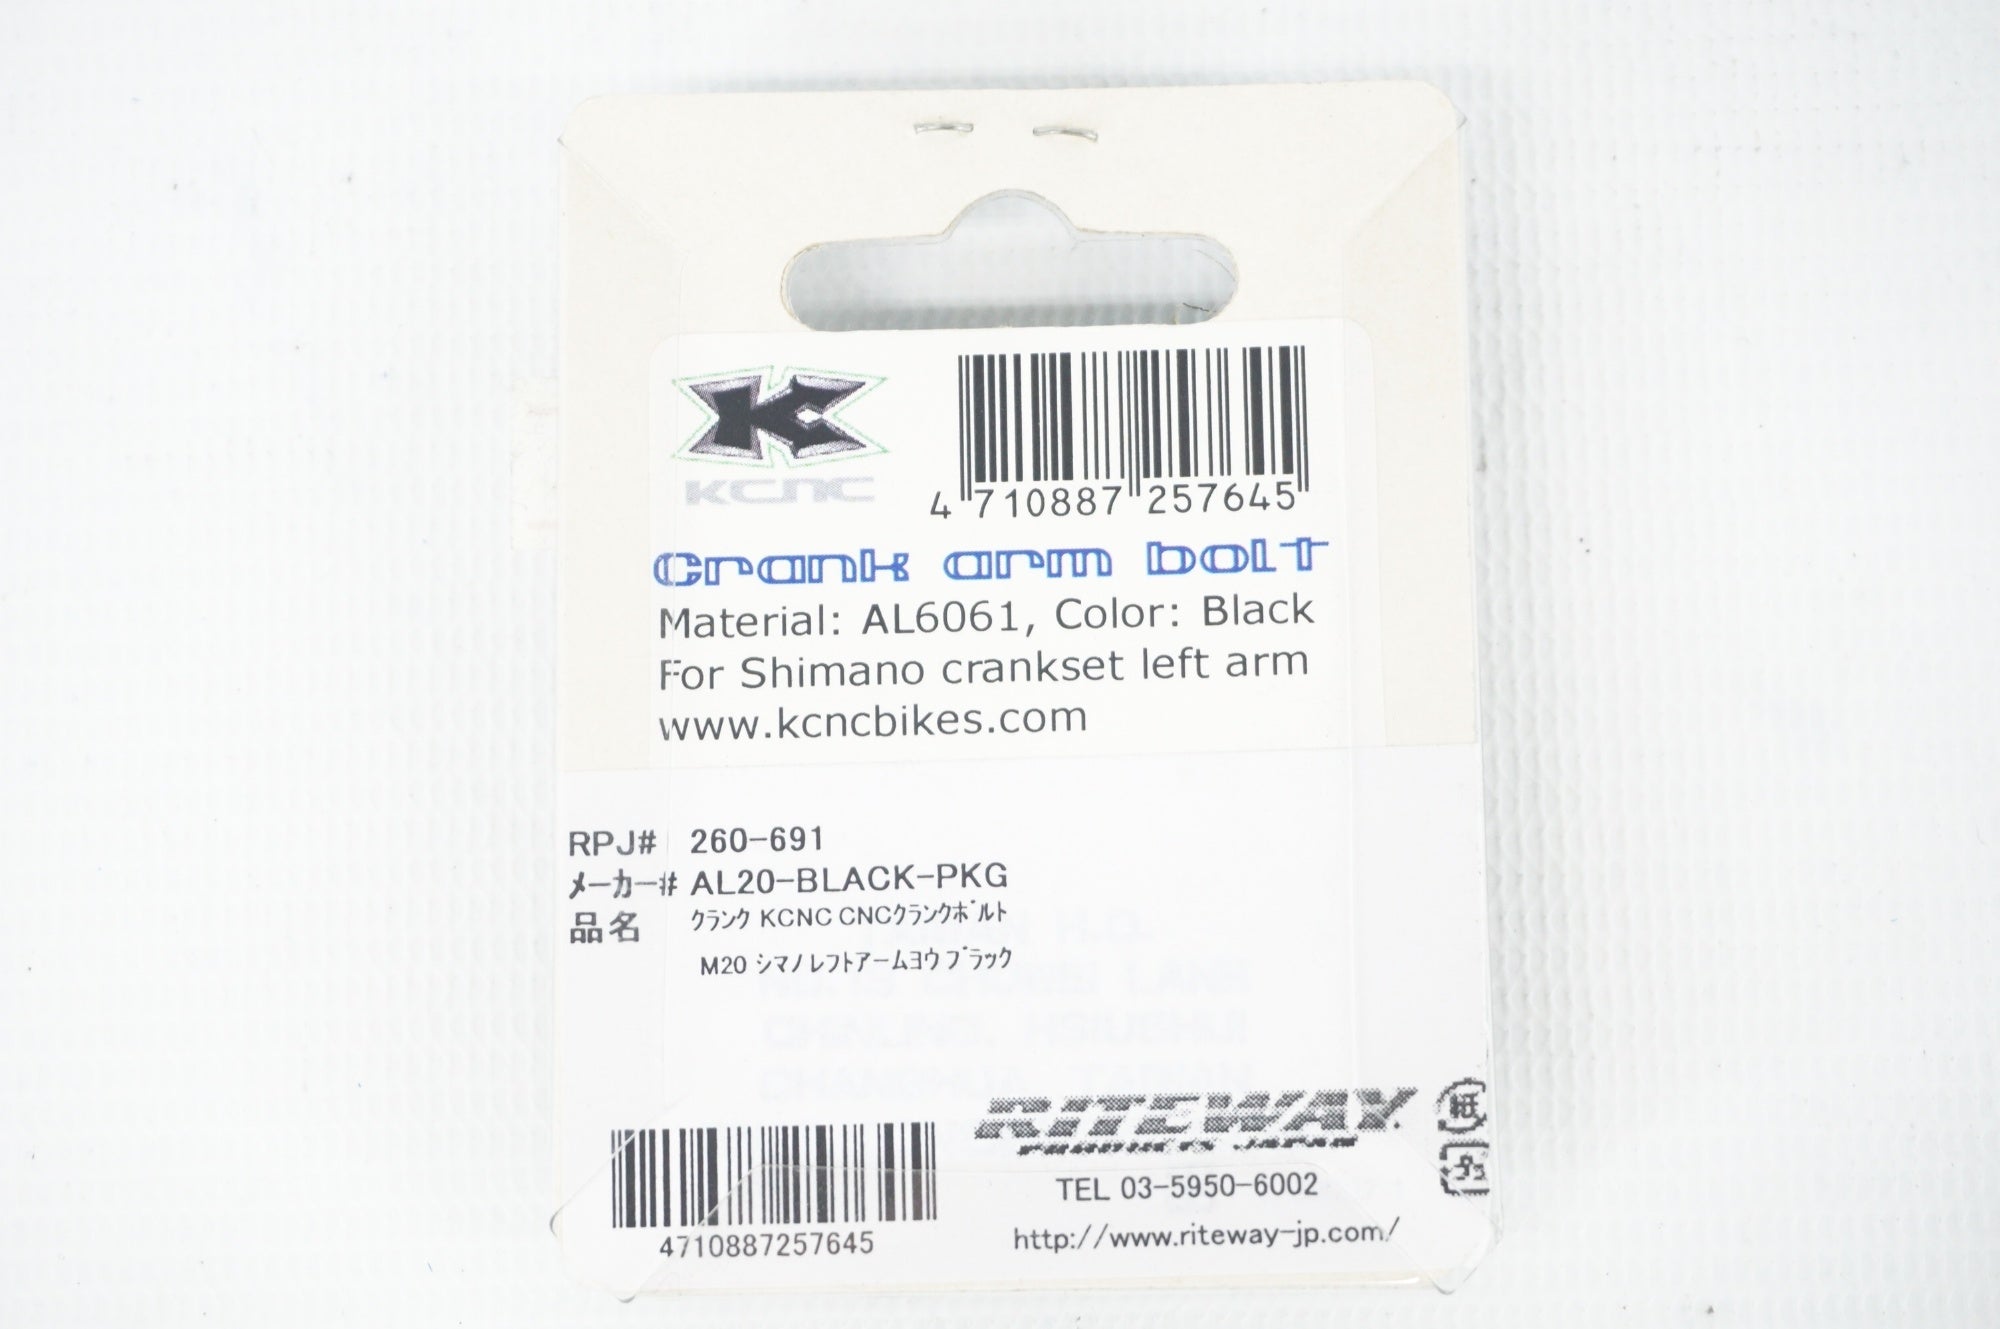 KCNC
4 710887 257645
crank arm bolt
Material: AL6061, Color: Black
For Shimano crankset left arm
www.kcncbikes.com
RPJ# 260-691
ﾒｰｶｰ# AL20-BLACK-PKG
品名 ｸﾗﾝｸ KCNC CNCｸﾗﾝｸﾎﾞﾙﾄ
M20 ｼﾏﾉ ﾚﾌﾄｱｰﾑﾖｳ ﾌﾞﾗｯｸ
RITEWAY
PRODUCTS JAPAN
紙
プラ
TEL 03-5950-6002
http://www.riteway-jp.com/
4710887257645